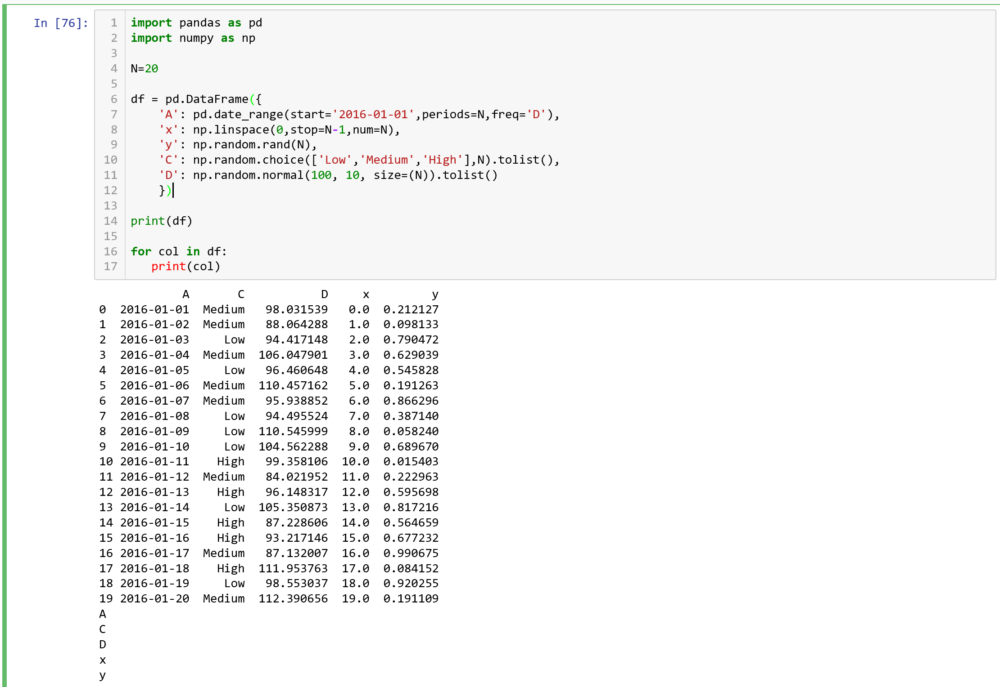 In [76]:
1 import pandas as pd
2 import numpy as np
3
4 N=20
5
6 df = pd.DataFrame({
7     'A': pd.date_range(start='2016-01-01',periods=N,freq='D'),
8     'x': np.linspace(0,stop=N-1,num=N),
9     'y': np.random.rand(N),
10     'C': np.random.choice(['Low','Medium','High'],N).tolist(),
11     'D': np.random.normal(100, 10, size=(N)).tolist()
12     })
13
14 print(df)
15
16 for col in df:
17    print(col)
            A       C           D     x         y
0  2016-01-01  Medium   98.031539   0.0  0.212127
1  2016-01-02  Medium   88.064288   1.0  0.098133
2  2016-01-03     Low   94.417148   2.0  0.790472
3  2016-01-04  Medium  106.047901   3.0  0.629039
4  2016-01-05     Low   96.460648   4.0  0.545828
5  2016-01-06  Medium  110.457162   5.0  0.191263
6  2016-01-07  Medium   95.938852   6.0  0.866296
7  2016-01-08     Low   94.495524   7.0  0.387140
8  2016-01-09     Low  110.545999   8.0  0.058240
9  2016-01-10     Low  104.562288   9.0  0.689670
10 2016-01-11    High   99.358106  10.0  0.015403
11 2016-01-12  Medium   84.021952  11.0  0.222963
12 2016-01-13    High   96.148317  12.0  0.595698
13 2016-01-14     Low  105.350873  13.0  0.817216
14 2016-01-15    High   87.228606  14.0  0.564659
15 2016-01-16    High   93.217146  15.0  0.677232
16 2016-01-17  Medium   87.132007  16.0  0.990675
17 2016-01-18    High  111.953763  17.0  0.084152
18 2016-01-19     Low   98.553037  18.0  0.920255
19 2016-01-20  Medium  112.390656  19.0  0.191109
A
C
D
x
y